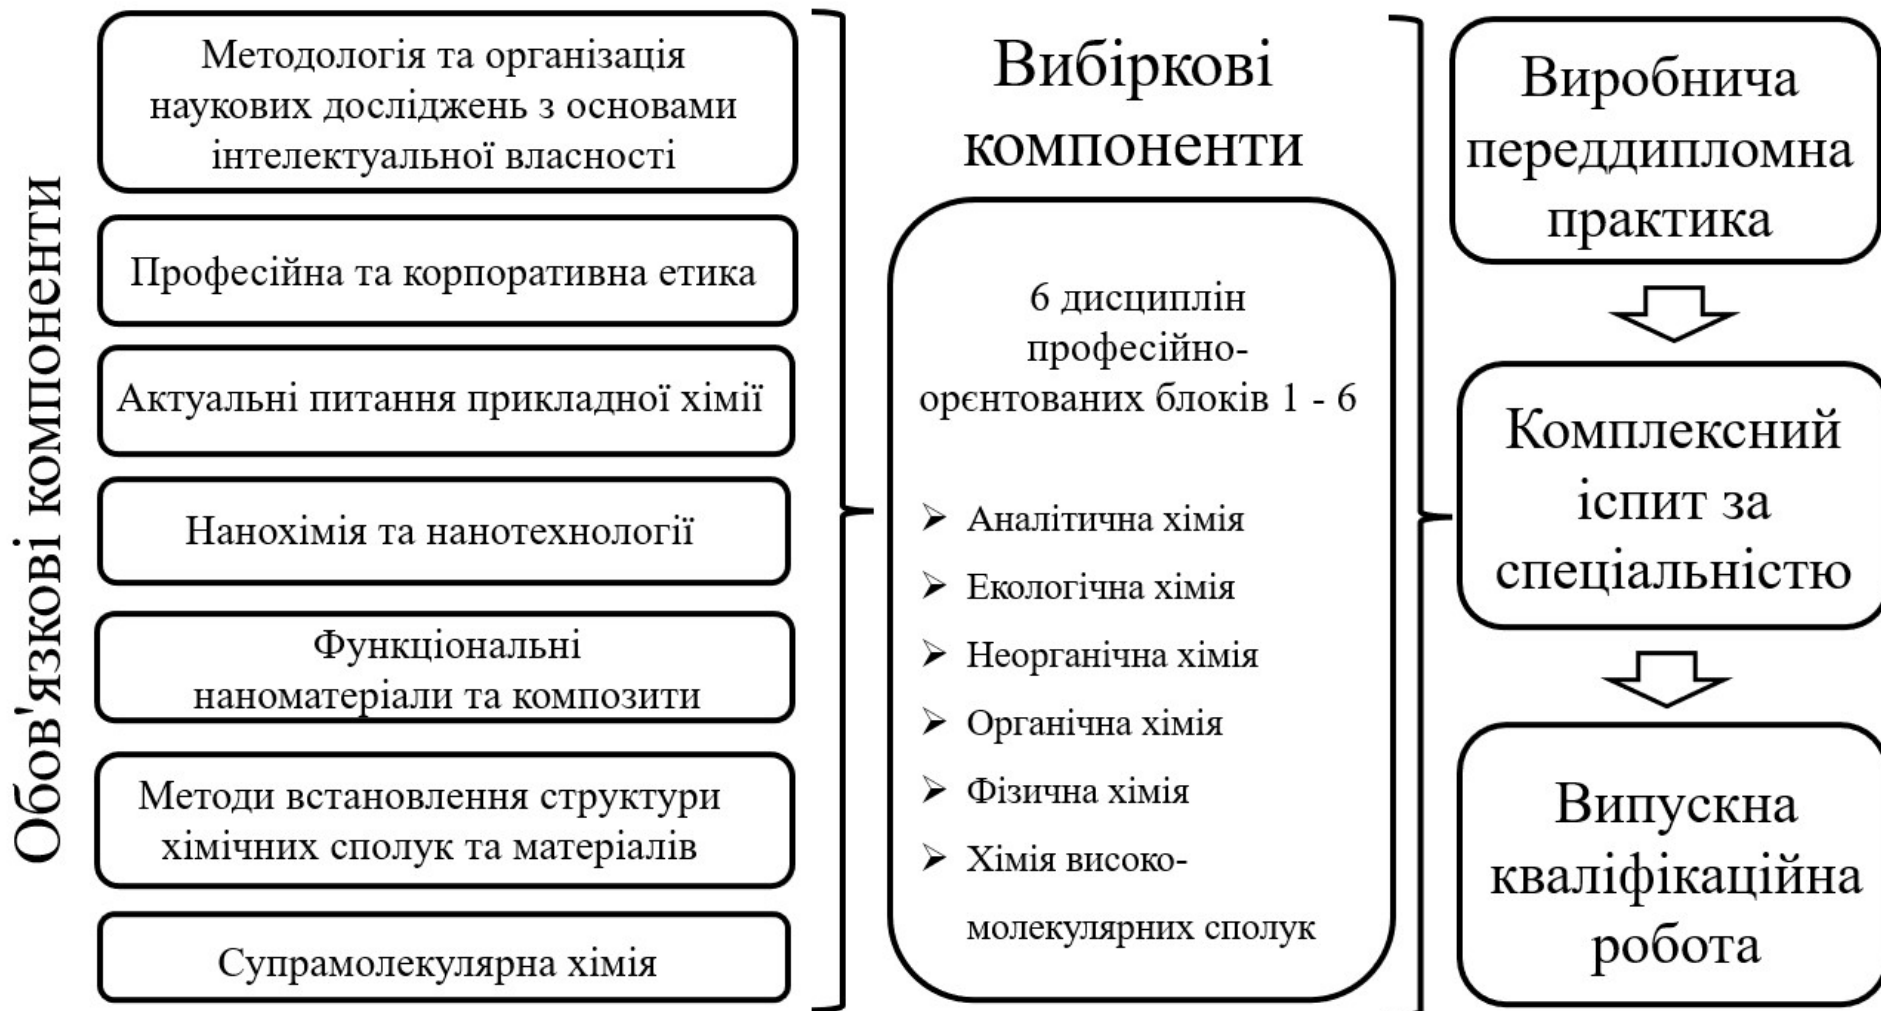 Обов'язкові компоненти
Методологія та організація
наукових досліджень з основами
інтелектуальної власності
Професійна та корпоративна етика
Актуальні питання прикладної хімії
Нанохімія та нанотехнології
Функціональні
наноматеріали та композити
Методи встановлення структури
хімічних сполук та матеріалів
Супрамолекулярна хімія
Вибіркові
компоненти
6 дисциплін
професійно-
орєнтованих блоків 1 - 6
➢ Аналітична хімія
➢ Екологічна хімія
➢ Неорганічна хімія
➢ Органічна хімія
➢ Фізична хімія
➢ Хімія високо-
молекулярних сполук
Виробнича
переддипломна
практика
Комплексний
іспит за
спеціальністю
Випускна
кваліфікаційна
робота